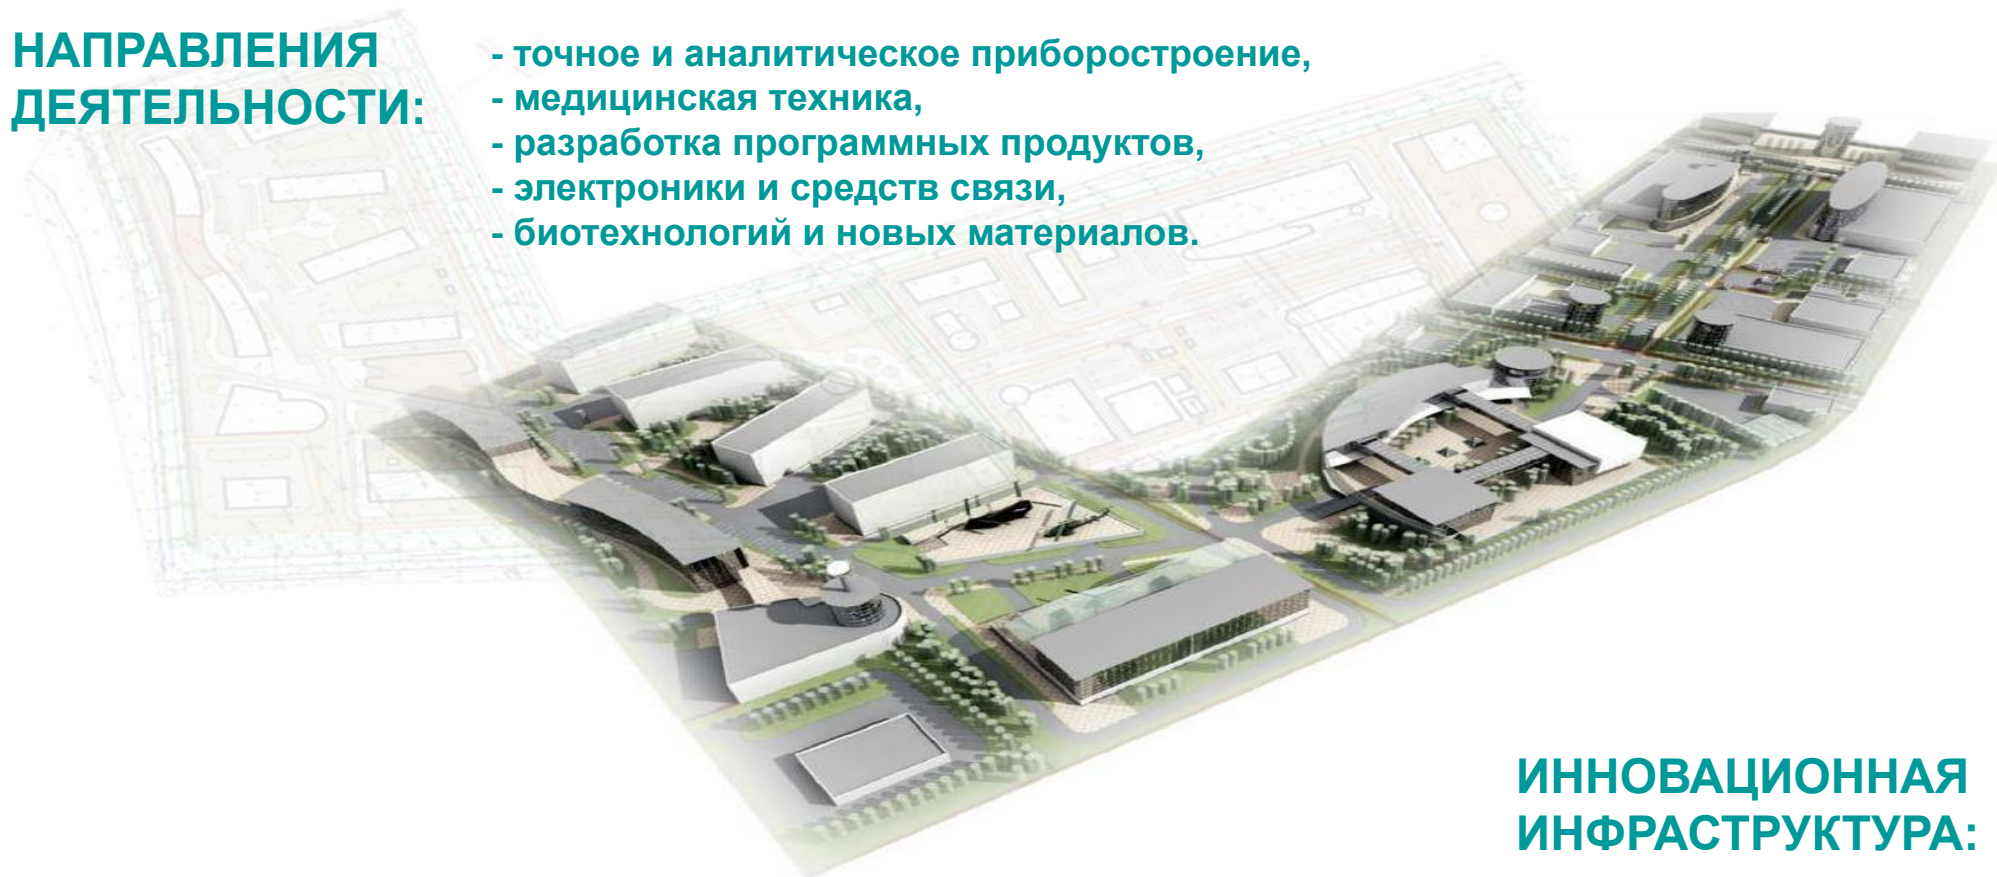 НАПРАВЛЕНИЯ
ДЕЯТЕЛЬНОСТИ:
- точное и аналитическое приборостроение,
- медицинская техника,
- разработка программных продуктов,
- электроники и средств связи,
- биотехнологий и новых материалов.
ИННОВАЦИОННАЯ
ИНФРАСТРУКТУРА: